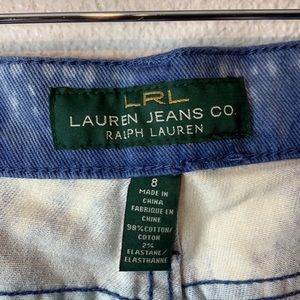 LRL
LAUREN JEANS CO.
RALPH LAUREN
8
MADE IN
CHINA
FABRIQUE EN
CHINE
98% COTTON/
COTON
2%
ELASTANE/
ELASTHANNE